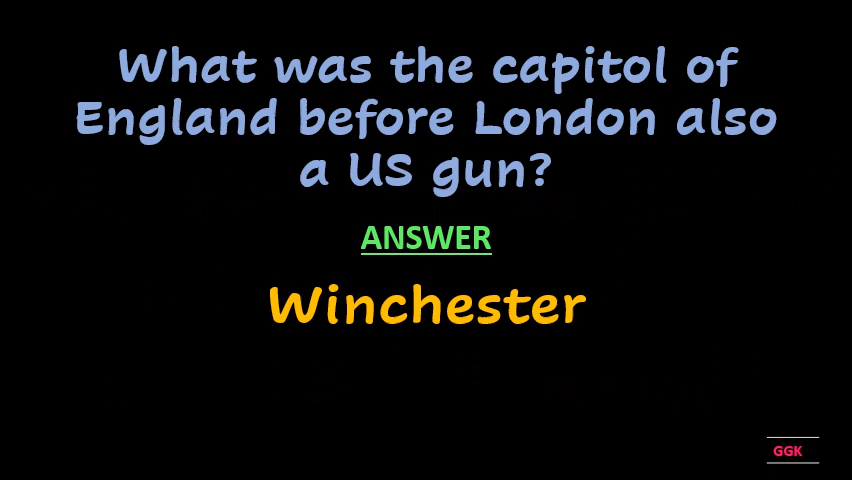 What was the capitol of
England before London also
a US gun?
ANSWER
Winchester
GGK